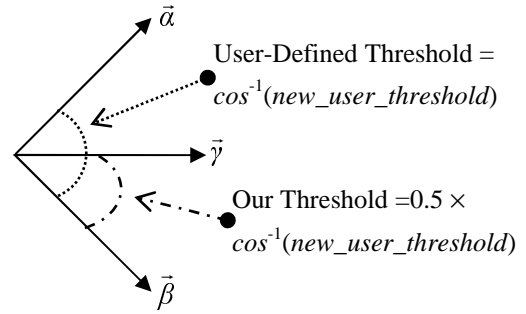 α⃗
User-Defined Threshold =
cos⁻¹(new_user_threshold)
γ⃗
Our Threshold =0.5 ×
cos⁻¹(new_user_threshold)
β⃗